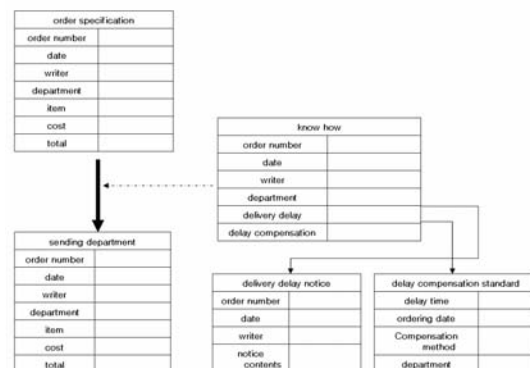 order specification
order number
date
writer
department
item
cost
total
know how
order number
date
writer
department
delivery delay
delay compensation
sending department
order number
date
writer
department
item
cost
total
delivery delay notice
order number
date
writer
notice
contents
delay compensation standard
delay time
ordering date
Compensation
method
department